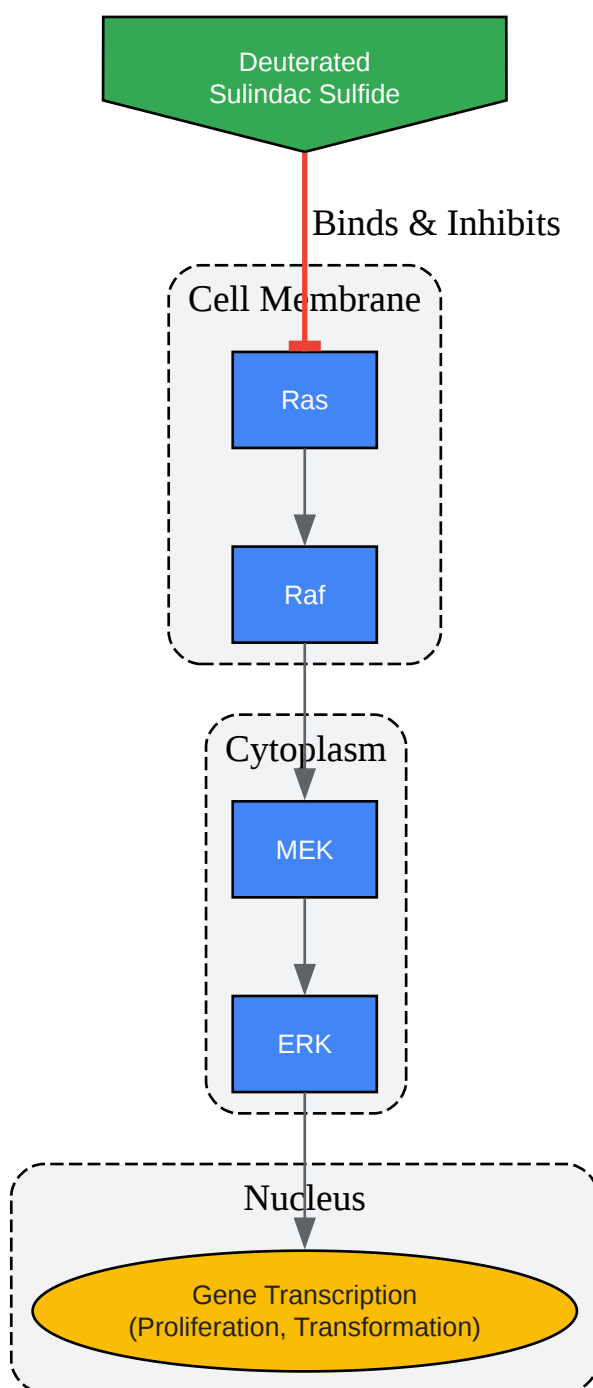 Deuterated
Sulindac Sulfide
Binds & Inhibits
Cell Membrane
Ras
Raf
Cytoplasm
MEK
ERK
Nucleus
Gene Transcription
(Proliferation, Transformation)